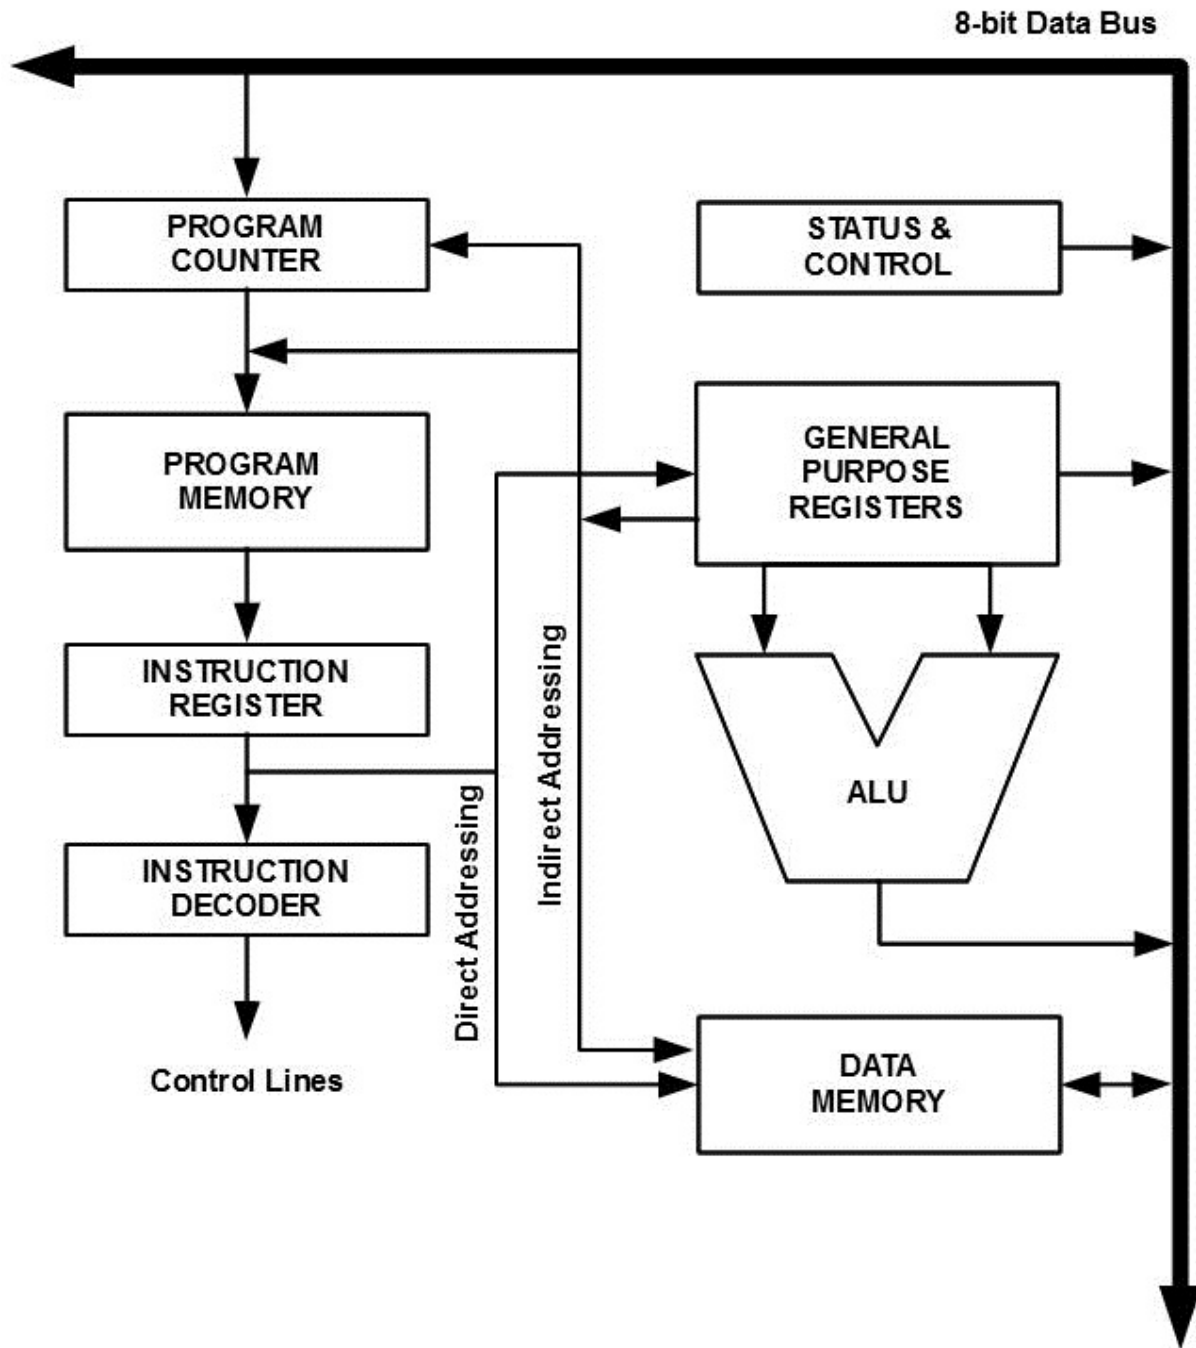 8-bit Data Bus
PROGRAM
COUNTER
STATUS &
CONTROL
PROGRAM
MEMORY
GENERAL
PURPOSE
REGISTERS
INSTRUCTION
REGISTER
ALU
INSTRUCTION
DECODER
Direct Addressing
Indirect Addressing
Control Lines
DATA
MEMORY